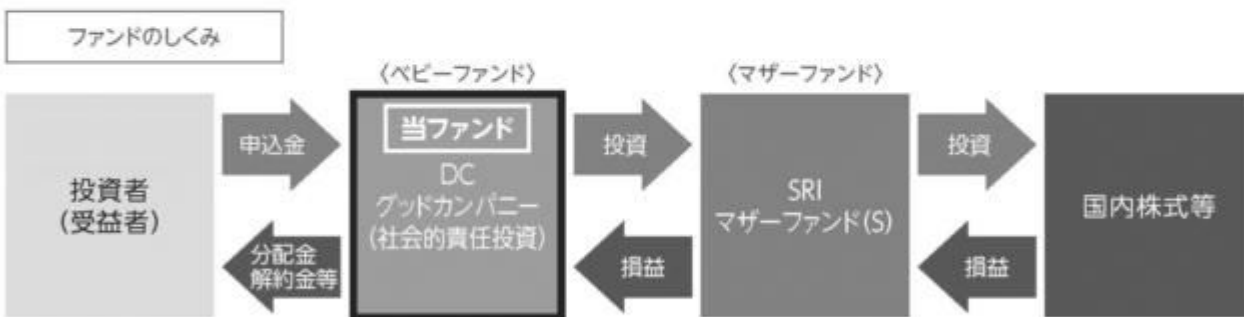 ファンドのしくみ
〈ベビーファンド〉
〈マザーファンド〉
投資者
(受益者)
申込金
分配金
解約金等
当ファンド
DC
グッドカンパニー
(社会的責任投資)
投資
損益
SRI
マザーファンド(S)
投資
損益
国内株式等